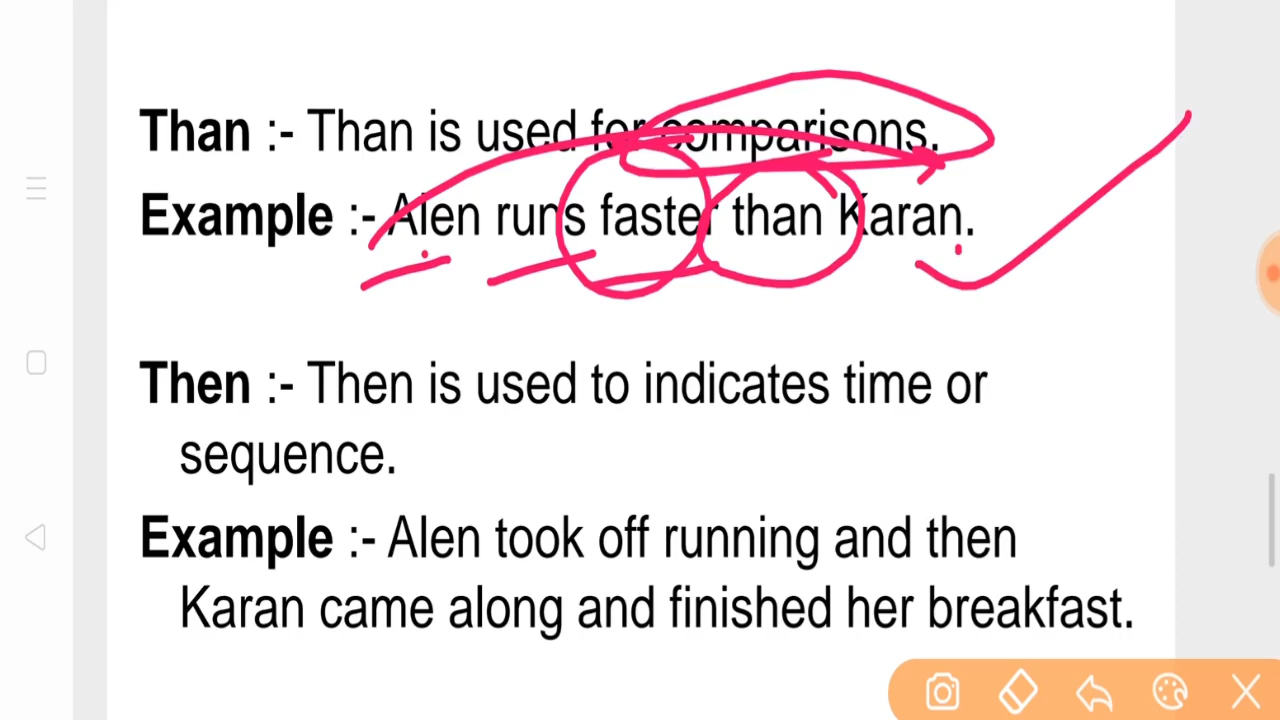 Than :- Than is used for comparisons.
Example :- Alen runs faster than Karan.
Then :- Then is used to indicates time or
sequence.
Example :- Alen took off running and then
Karan came along and finished her breakfast.